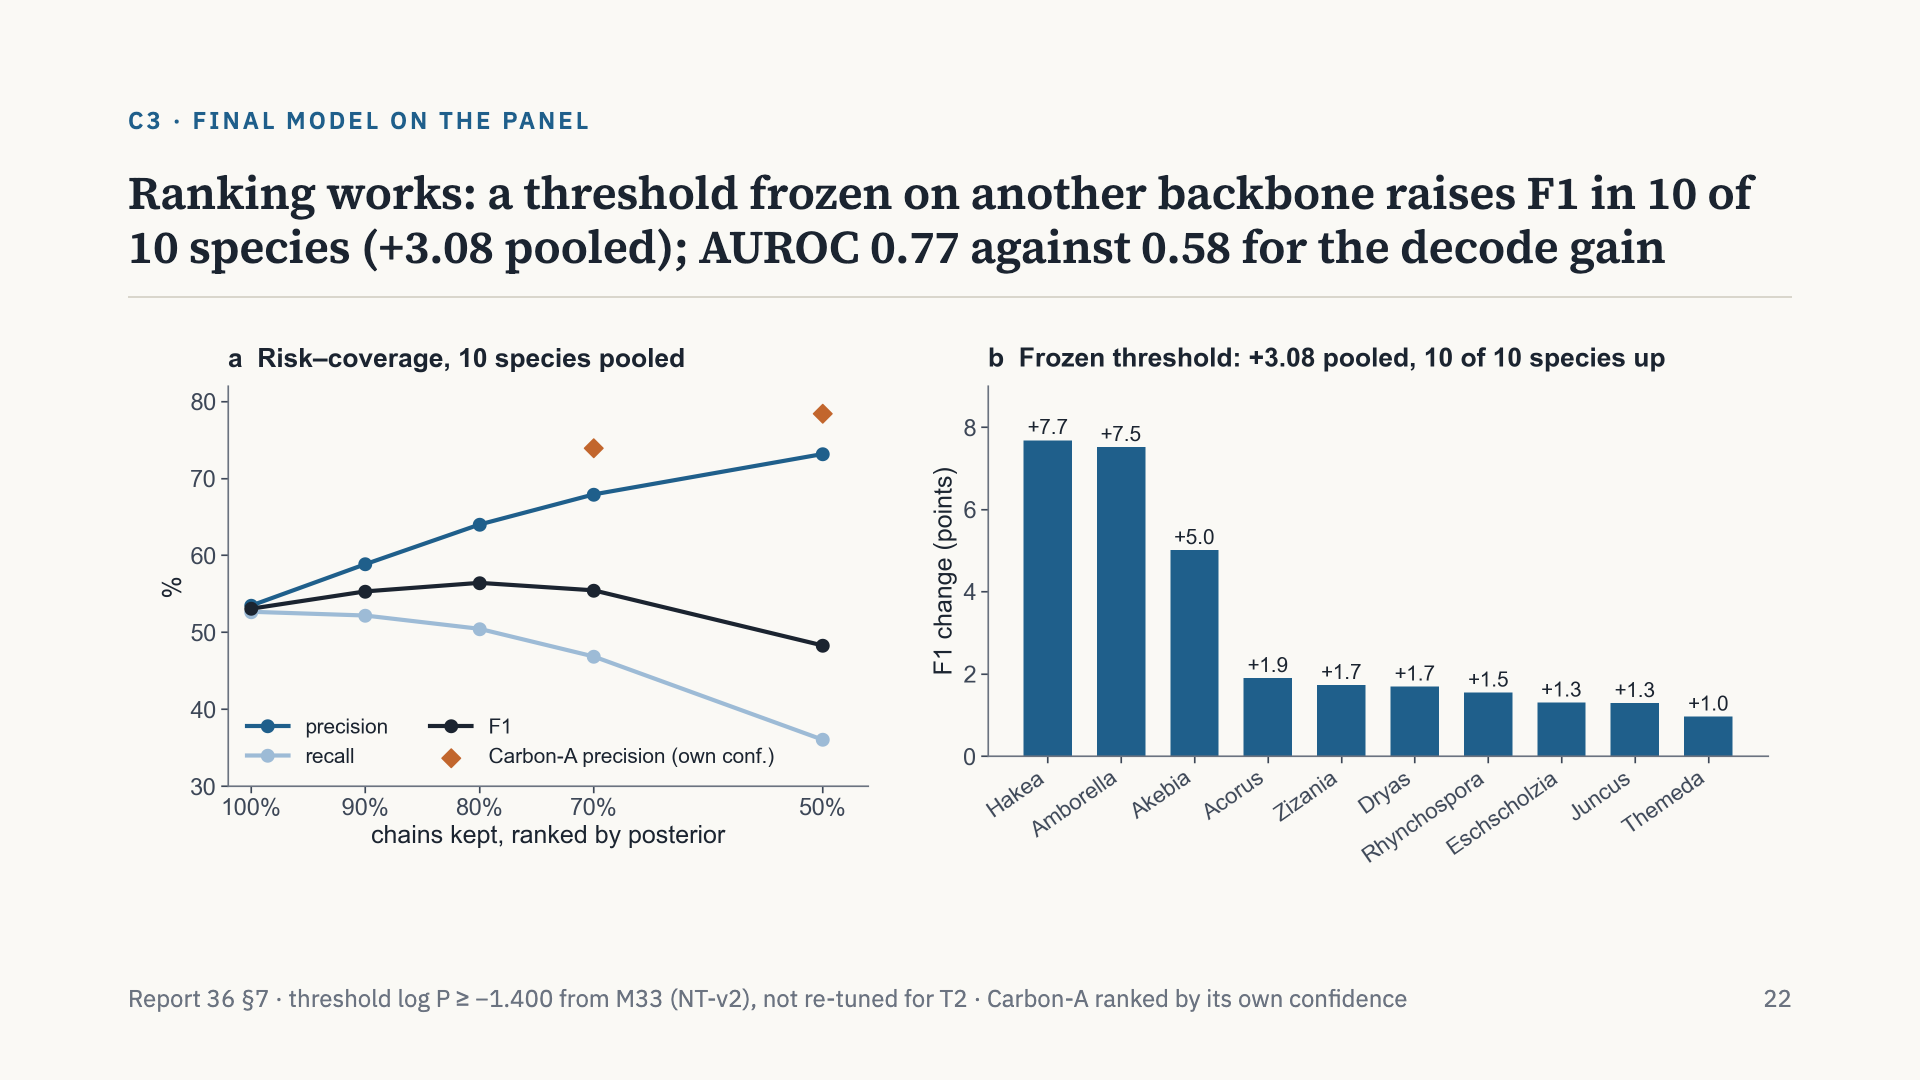 C3 · FINAL MODEL ON THE PANEL
Ranking works: a threshold frozen on another backbone raises F1 in 10 of
10 species (+3.08 pooled); AUROC 0.77 against 0.58 for the decode gain
a Risk–coverage, 10 species pooled
80
70
60
50
40
30
%
precision
recall
F1
Carbon-A precision (own conf.)
100% 90% 80% 70% 50%
chains kept, ranked by posterior
b Frozen threshold: +3.08 pooled, 10 of 10 species up
8
6
4
2
0
F1 change (points)
+7.7 +7.5 +5.0 +1.9 +1.7 +1.7 +1.5 +1.3 +1.3 +1.0
Hakea Amborella Akebia Acorus Zizania Dryas Rhynchospora Eschscholzia Juncus Themeda
Report 36 §7 · threshold log P ≥ −1.400 from M33 (NT-v2), not re-tuned for T2 · Carbon-A ranked by its own confidence
22